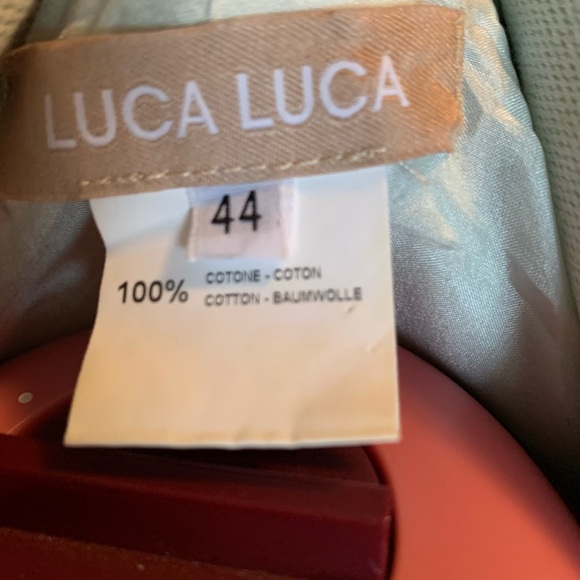 LUCA LUCA
44
100% COTONE - COTON
COTTON - BAUMWOLLE